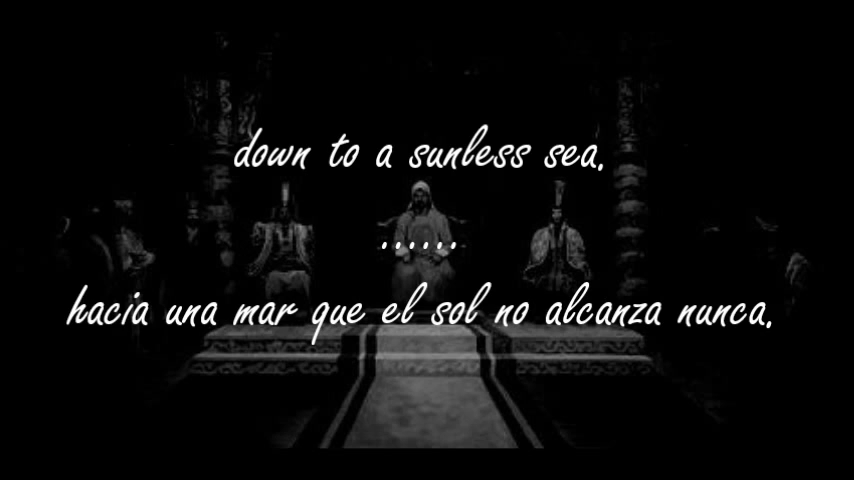 down to a sunless sea.
......
hacia una mar que el sol no alcanza nunca.